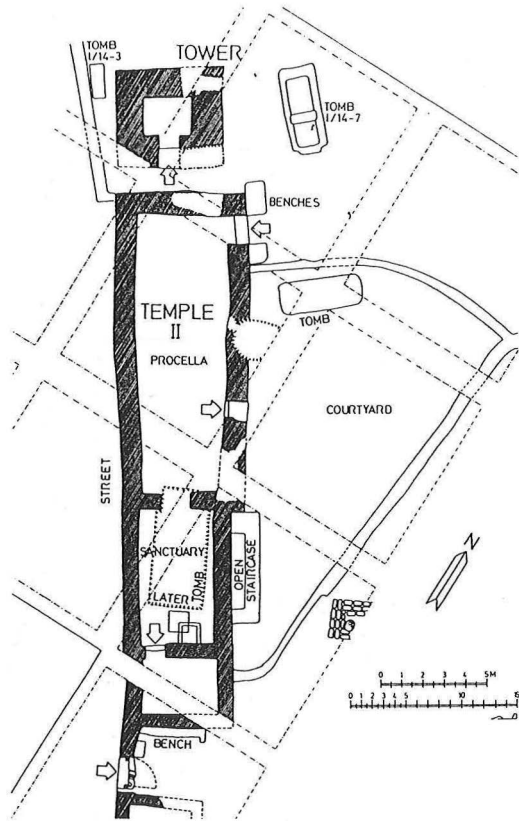 TOMB
1/14-3
TOWER
TOMB
1/14-7
BENCHES
TEMPLE
II
PROCELLA
TOMB
COURTYARD
STREET
SANCTUARY
LATER TOMB
OPEN
STAIRCASE
N
BENCH
0 1 2 3 4 5M
0 1 2 3 4 5 10 15